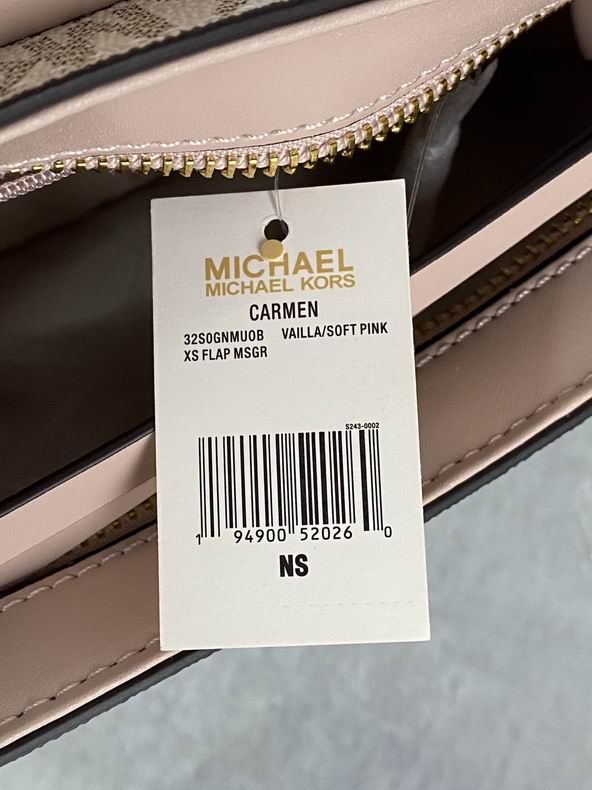 MICHAEL
MICHAEL KORS
CARMEN
32S0GNMU0B VAILLA/SOFT PINK
XS FLAP MSGR
S243-0002
1 94900 52026 0
NS